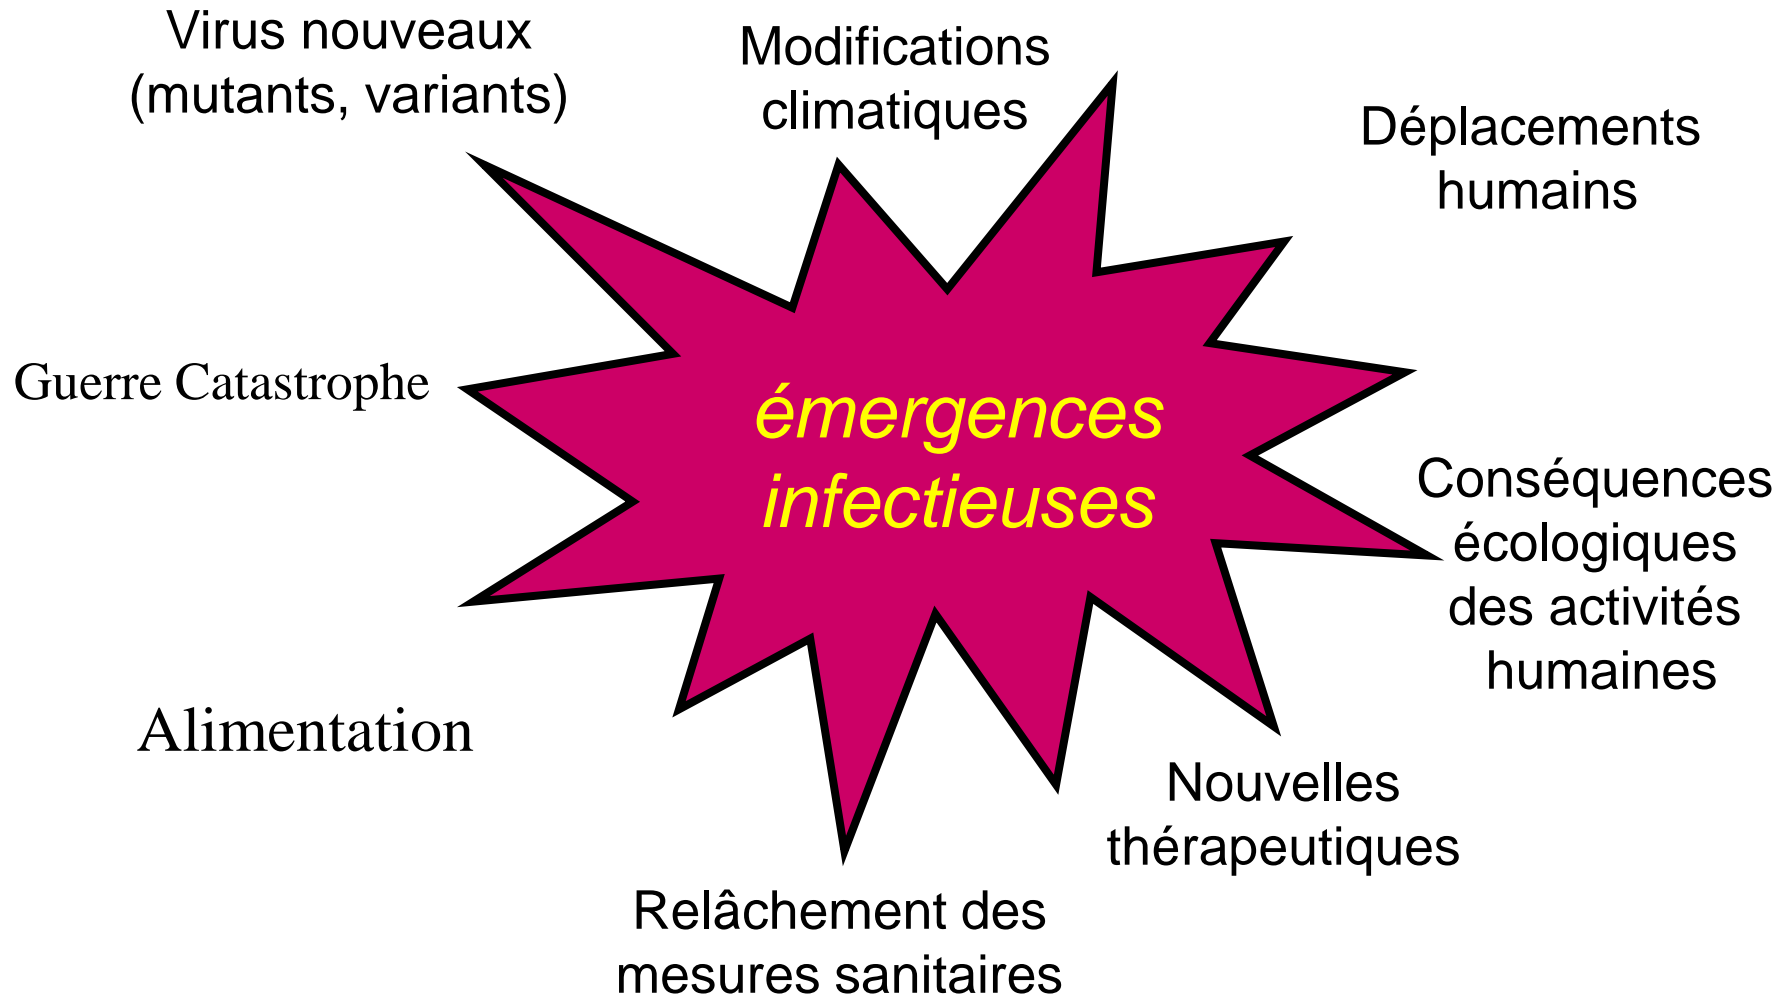 Virus nouveaux
(mutants, variants)
Modifications
climatiques
Déplacements
humains
Guerre Catastrophe
émergences
infectieuses
Conséquences
écologiques
des activités
humaines
Alimentation
Nouvelles
thérapeutiques
Relâchement des
mesures sanitaires